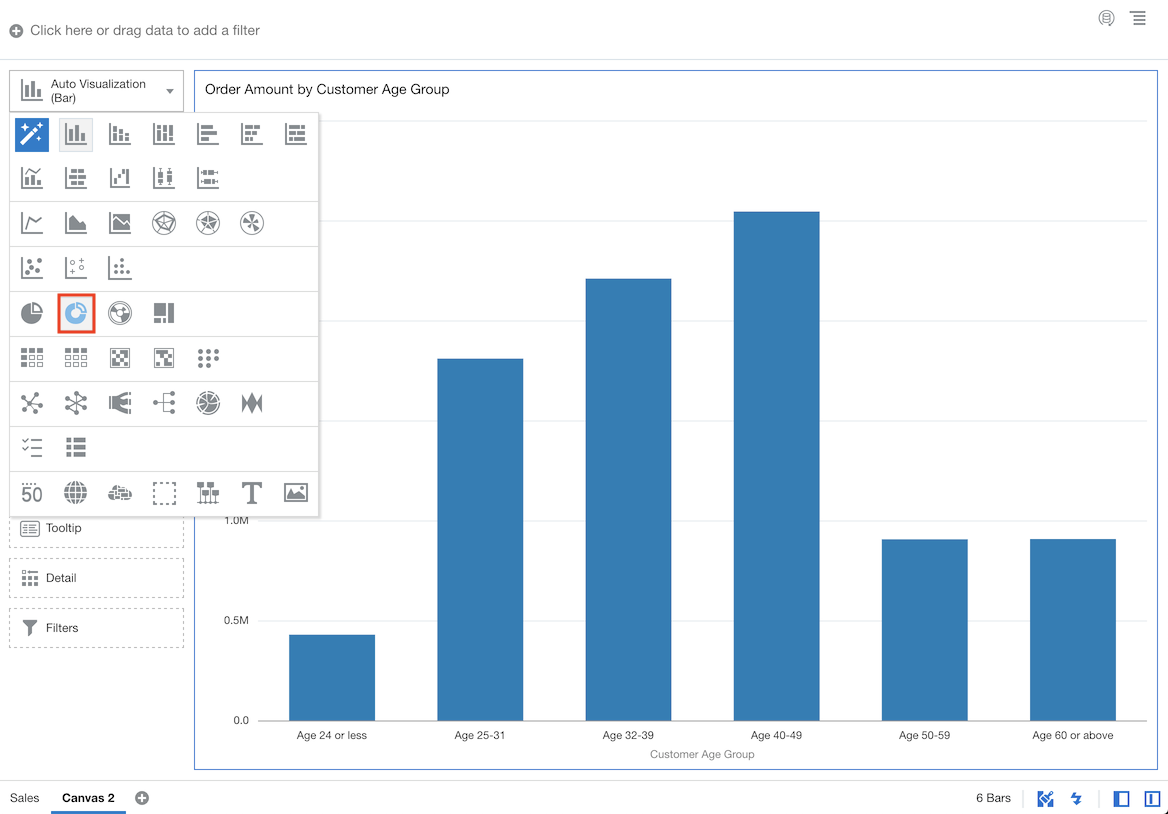 Click here or drag data to add a filter
Auto Visualization
(Bar)
Order Amount by Customer Age Group
50
T
Tooltip
Detail
Filters
1.0M
0.5M
0.0
Age 24 or less
Age 25-31
Age 32-39
Age 40-49
Age 50-59
Age 60 or above
Customer Age Group
Sales
Canvas 2
6 Bars